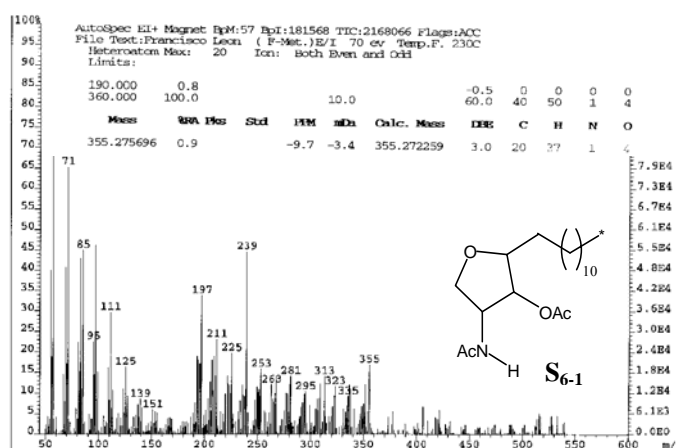 100%
AutoSpec EI+ Magnet BpM:57 BpI:181568 TIC:2168066 Flags:ACC
File Text:Francisco Leon ( F-Met.)E/I 70 ev Temp.F. 230C
Heteroatom Max: 20 Ion: Both Even and Odd
Limits:
190.000 0.8 -0.5 0 0 0 0
360.000 100.0 10.0 60.0 40 50 1 4
Mass %RA Pks Std PPM mDa Calc. Mass DBE C H N O
355.275696 0.9 -9.7 -3.4 355.272259 3.0 20 37 1 4
95
90
85
80
75
70
65
60
55
50
45
40
35
30
25
20
15
10
5
0
71
85
95
111
125
139
151
197
211
225
239
253
263
281
295
313
323
335
355
7.9E4
7.3E4
6.7E4
6.1E4
5.5E4
4.9E4
4.2E4
3.6E4
3.0E4
2.4E4
1.8E4
1.2E4
6.1E3
0.0E0
O
*
10
OAc
AcN
H
S6-1
50 100 150 200 250 300 350 400 450 500 550 600 m/